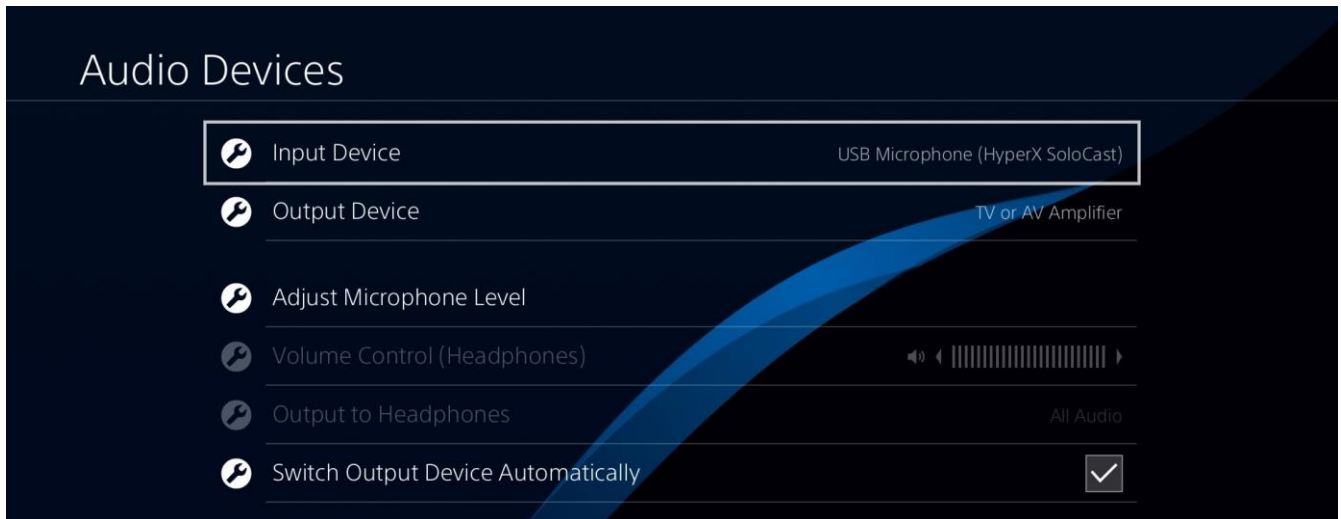 Audio Devices
Input Device USB Microphone (HyperX SoloCast)
Output Device TV or AV Amplifier
Adjust Microphone Level
Volume Control (Headphones)
Output to Headphones All Audio
Switch Output Device Automatically